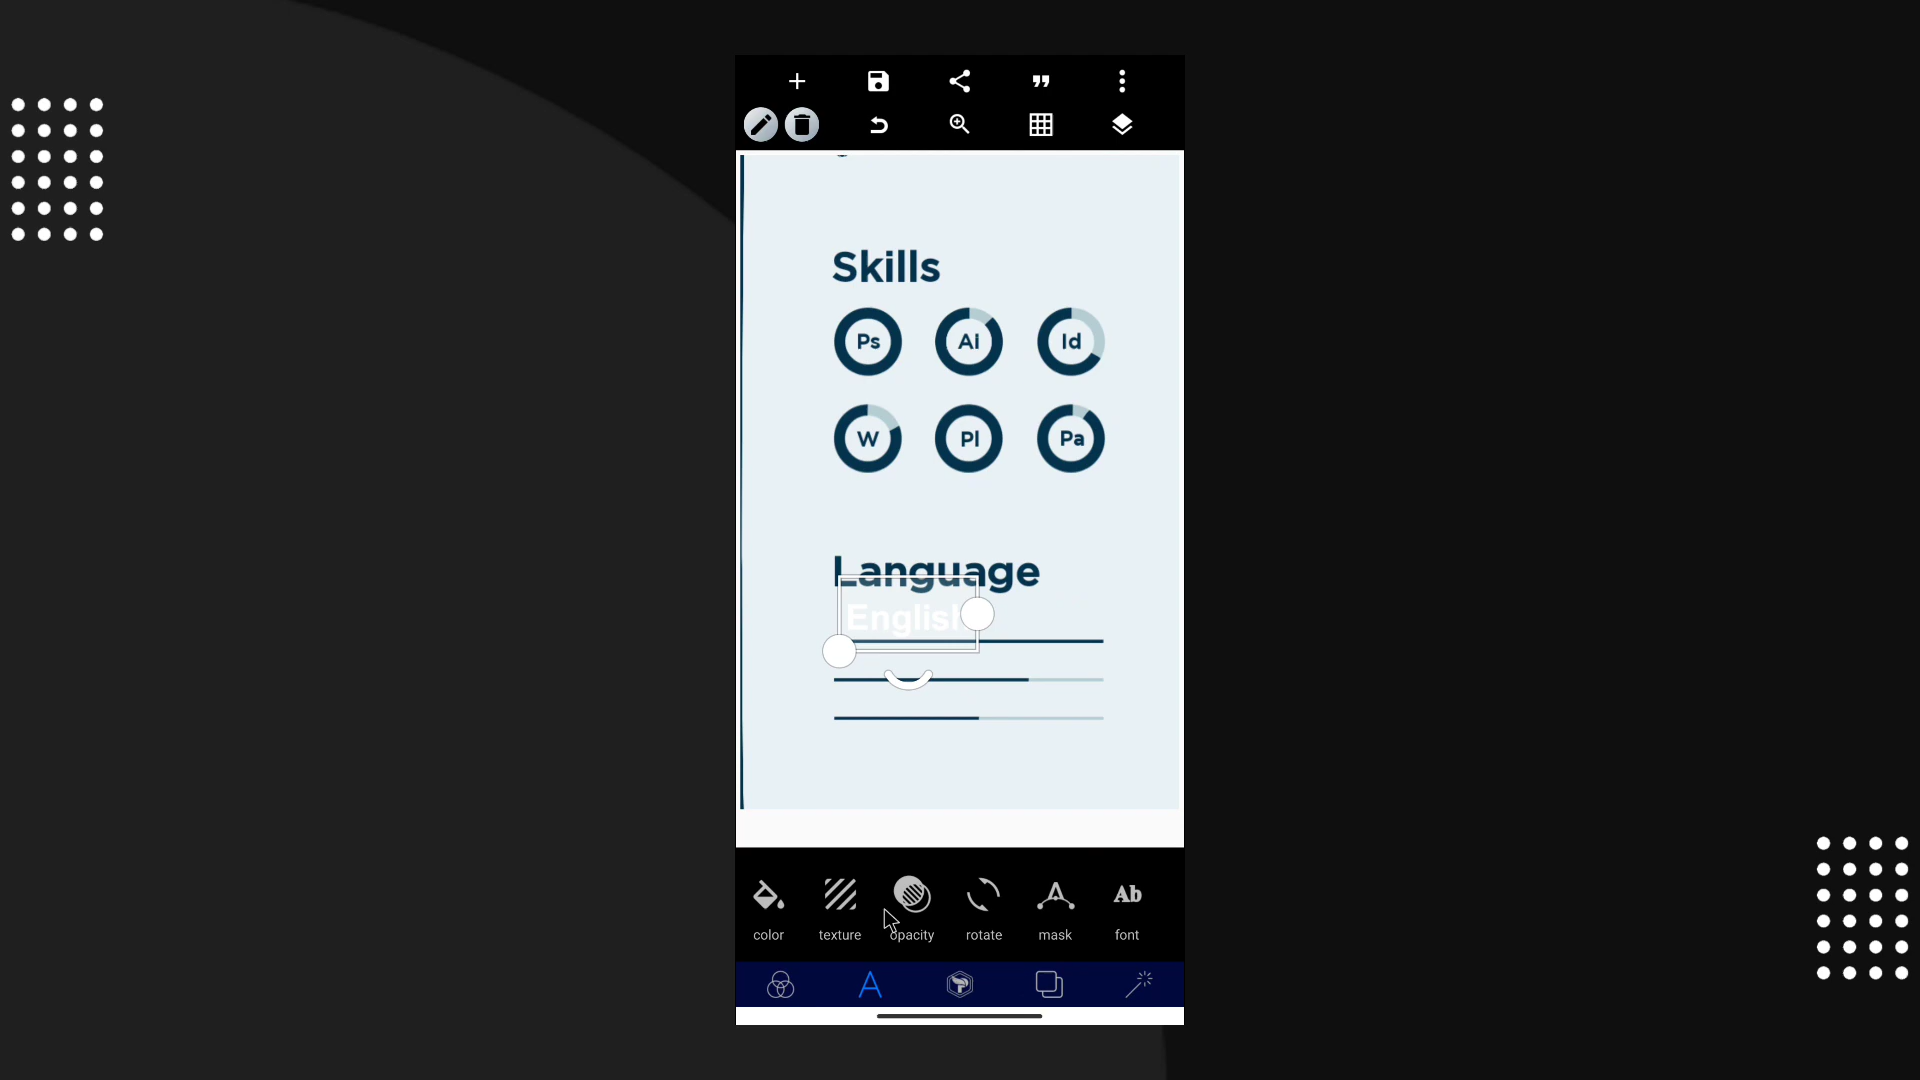 Skills
Ps Ai Id
W Pl Pa
Language
English
color texture opacity rotate mask Ab font